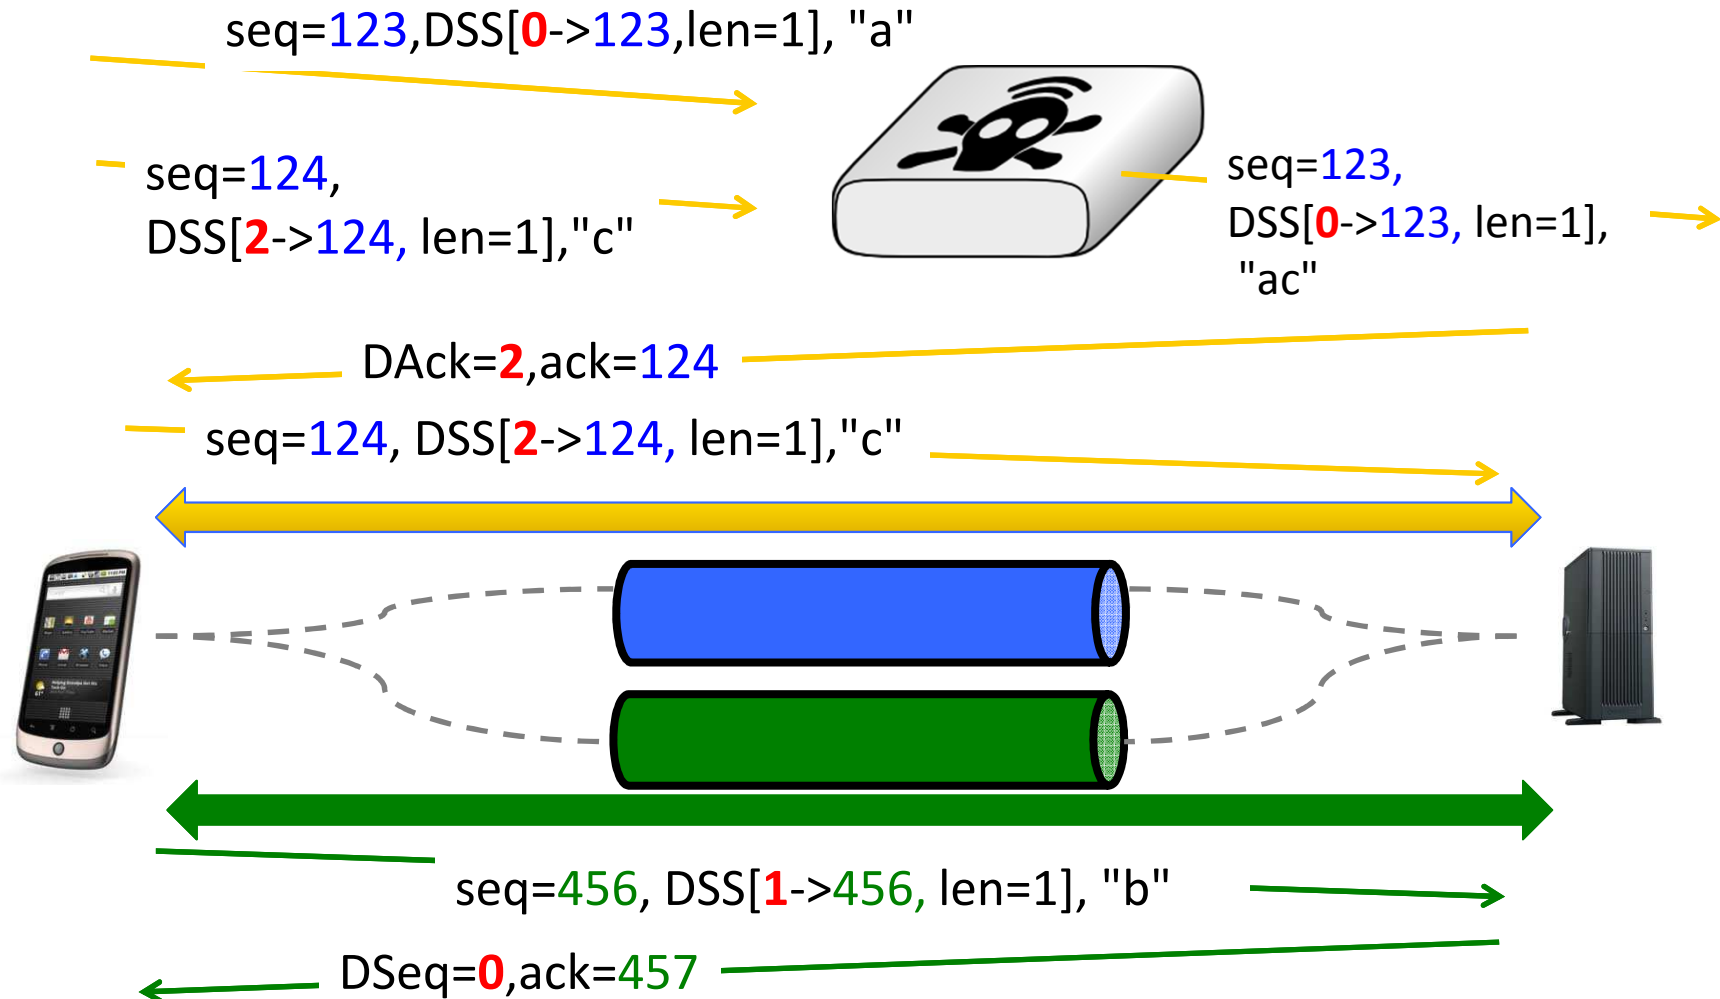 seq=123,DSS[0->123,len=1], "a"
seq=124,
DSS[2->124, len=1],"c"
seq=123,
DSS[0->123, len=1],
"ac"
DAck=2,ack=124
seq=124, DSS[2->124, len=1],"c"
seq=456, DSS[1->456, len=1], "b"
DSeq=0,ack=457